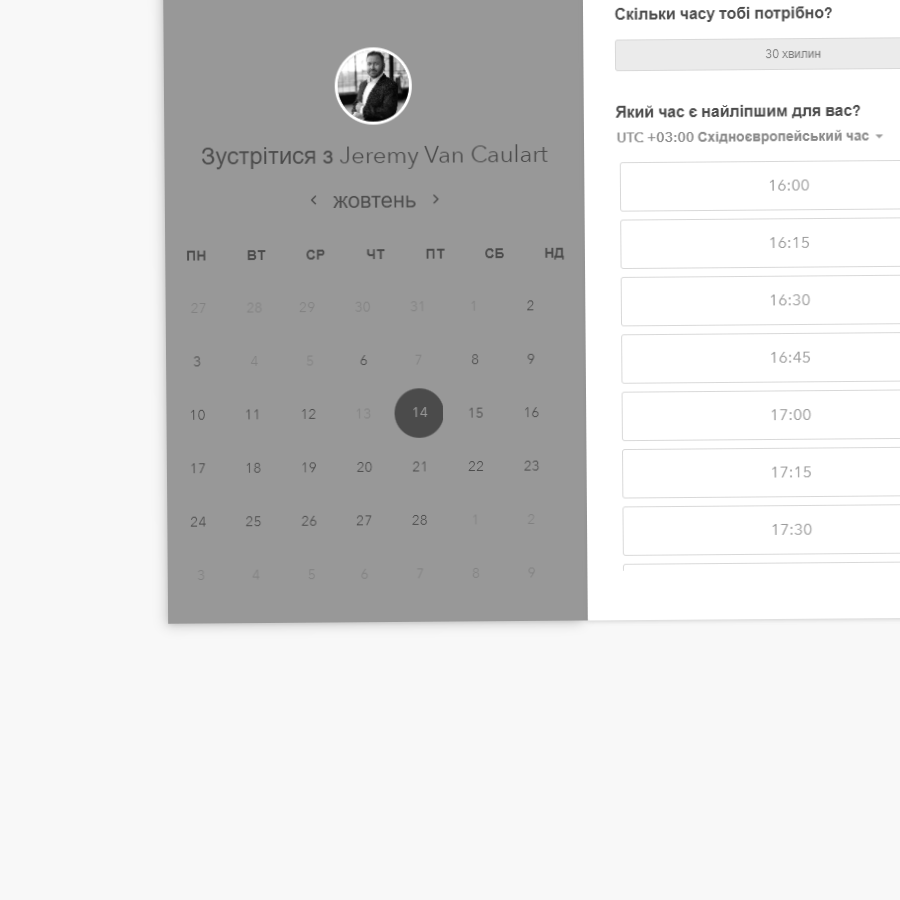 Зустрітися з Jeremy Van Caulart
жовтень
ПН ВТ СР ЧТ ПТ СБ НД
27 28 29 30 31 1 2
3 4 5 6 7 8 9
10 11 12 13 14 15 16
17 18 19 20 21 22 23
24 25 26 27 28 1 2
3 4 5 6 7 8 9
Скільки часу тобі потрібно?
30 хвилин
Який час є найліпшим для вас?
UTC +03:00 Східноєвропейський час
16:00
16:15
16:30
16:45
17:00
17:15
17:30